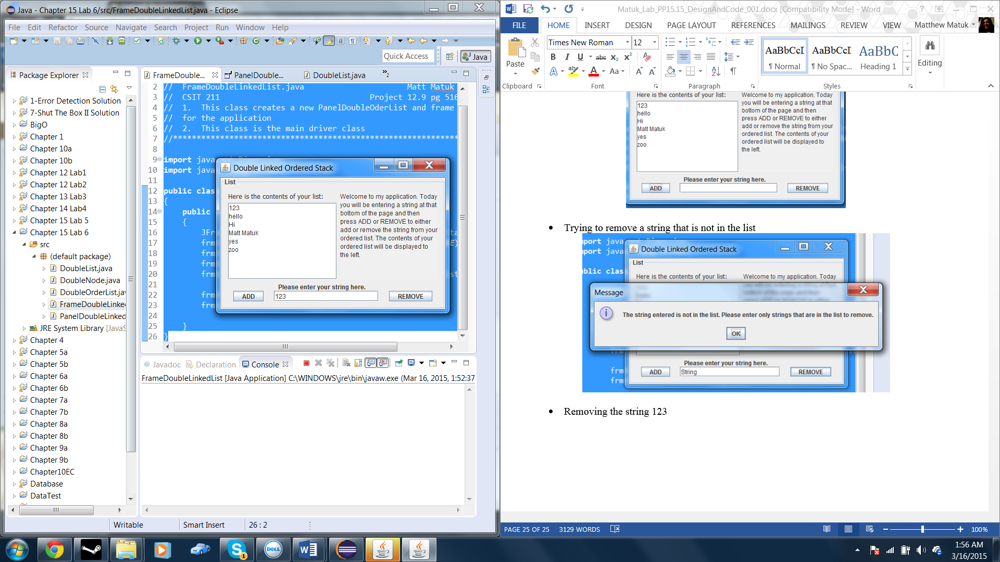 Java - Chapter 15 Lab 6/src/FrameDoubleLinkedList.java - Eclipse
File Edit Refactor Source Navigate Search Project Run Window Help
Quick Access
Java
Package Explorer
1-Error Detection Solution
7-Shut The Box II Solution
BigO
Chapter 1
Chapter 10a
Chapter 10b
Chapter 12 Lab1
Chapter 12 Lab2
Chapter 13 Lab3
Chapter 14 Lab4
Chapter 15 Lab 5
Chapter 15 Lab 6
src
(default package)
DoubleList.java
DoubleNode.java
DoubleOrderList.jav
FrameDoubleLinke
PanelDoubleLinked
JRE System Library [JavaS
Chapter 4
Chapter 5a
Chapter 5b
Chapter 6a
Chapter 6b
Chapter 7a
Chapter 7b
Chapter 8a
Chapter 8b
Chapter 9a
Chapter 9b
Chapter10EC
Database
DataTest
FrameDouble... PanelDouble... DoubleList.java »2
2 // FrameDoubleLinkedList.java Matt Matuk
3 // CSIT 211 Project 12.9 pg 516
4 // 1. This class creates a new PanelDoubleOderList and frame
5 // for the application
6 // 2. This class is the main driver class
7 //*************************************************************
8
9 import java
10 import java
11
12 public clas
13 {
14 public
15 {
16 JFr
17 frm
18 frm
19 frm
20 frm
21
22 frm
23 frm
24
25 }
26 }
Double Linked Ordered Stack
List
Here is the contents of your list:
123
hello
Hi
Matt Matuk
yes
zoo
Welcome to my application. Today
you will be entering a string at that
bottom of the page and then
press ADD or REMOVE to either
add or remove the string from your
ordered list. The contents of your
ordered list will be displayed to
the left.
Please enter your string here.
ADD 123 REMOVE
@ Javadoc Declaration Console
FrameDoubleLinkedList [Java Application] C:\WINDOWS\jre\bin\javaw.exe (Mar 16, 2015, 1:52:37
Writable Smart Insert 26 : 2
Matuk_Lab_PP15.15_DesignAndCode_001.docx [Compatibility Mode] - Word
FILE HOME INSERT DESIGN PAGE LAYOUT REFERENCES MAILINGS REVIEW VIEW Matthew Matuk
Paste
Times New Roman 12
B I U abc X2 X2
A ab A Aa A A
AaBbCcI AaBbCcI AaBbC
¶ Normal ¶ No Spac... Heading 1
Editing
Clipboard Font Paragraph Styles
Here is the contents of your list:
123
hello
Hi
Matt Matuk
yes
zoo
Welcome to my application. Today
you will be entering a string at that
bottom of the page and then
press ADD or REMOVE to either
add or remove the string from your
ordered list. The contents of your
ordered list will be displayed to
the left.
Please enter your string here.
ADD REMOVE
• Trying to remove a string that is not in the list
mport java
mport java
ublic clas
Double Linked Ordered Stack
List
Here is the contents of your list: Welcome to my application. Today
Message
The string entered is not in the list. Please enter only strings that are in the list to remove.
OK
Please enter your string here.
frm
frm
ADD String REMOVE
• Removing the string 123
PAGE 25 OF 25 3129 WORDS 100%
S 1
DELL
W
1:56 AM
3/16/2015